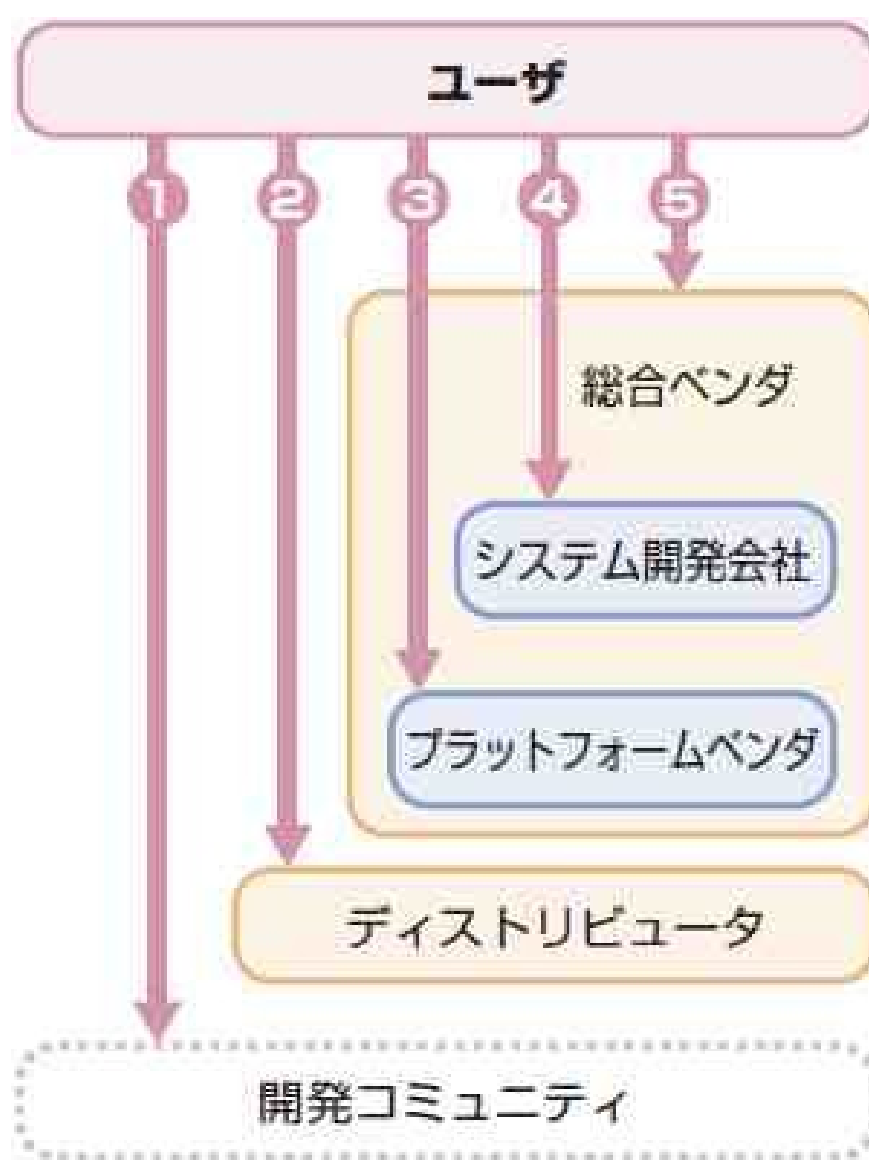 ユーザ
1 2 3 4 5
総合ベンダ
システム開発会社
プラットフォームベンダ
ディストリビュータ
開発コミュニティ